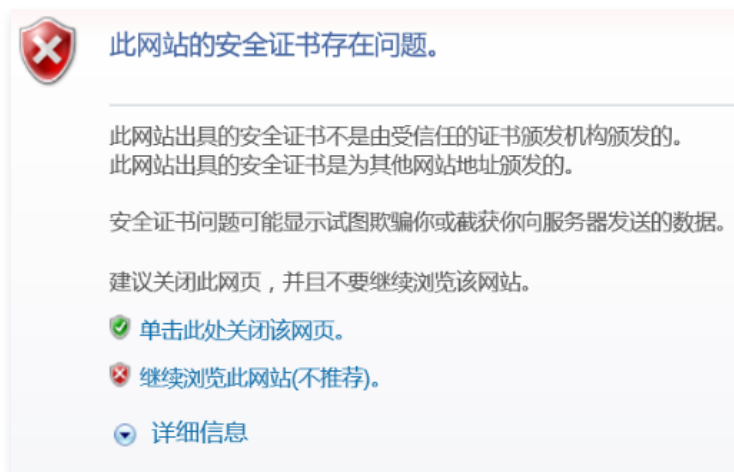 此网站的安全证书存在问题。
此网站出具的安全证书不是由受信任的证书颁发机构颁发的。
此网站出具的安全证书是为其他网站地址颁发的。
安全证书问题可能显示试图欺骗你或截获你向服务器发送的数据。
建议关闭此网页，并且不要继续浏览该网站。
单击此处关闭该网页。
继续浏览此网站(不推荐)。
详细信息